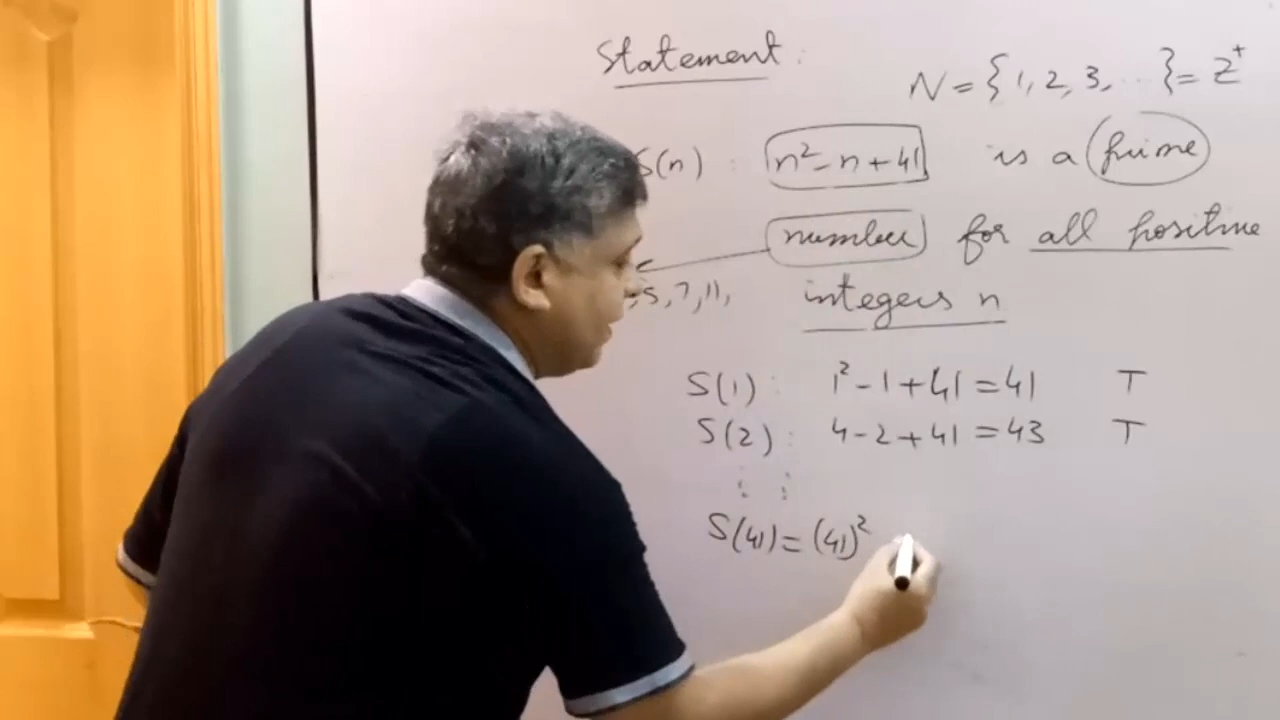 Statement :
N = {1, 2, 3, ...} = Z⁺
S(n) : n² - n + 41 is a prime
number for all positive
, 5, 7, 11, integers n
S(1) : 1² - 1 + 41 = 41 T
S(2) : 4 - 2 + 41 = 43 T
⋮ ⋮
S(41) = (41)²